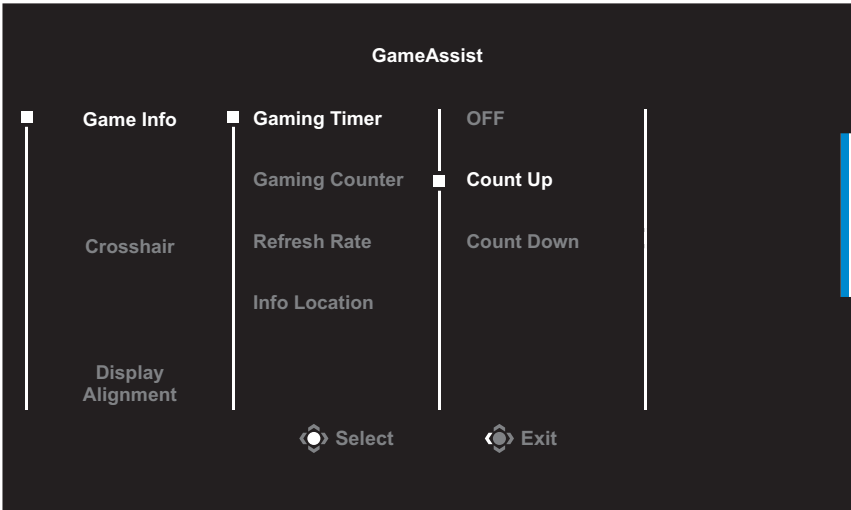 GameAssist
Game Info
Gaming Timer
OFF
Gaming Counter
Count Up
Crosshair
Refresh Rate
Count Down
Info Location
Display
Alignment
Select
Exit